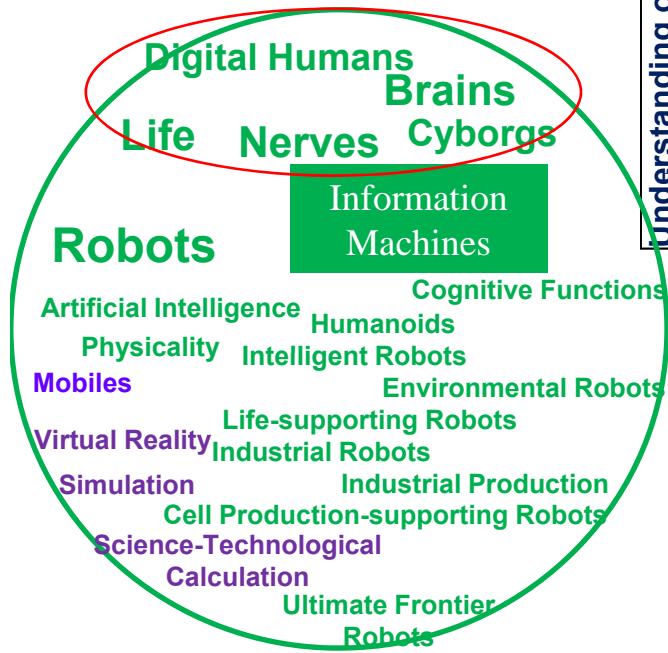 Digital Humans
Brains
Life
Nerves
Cyborgs
Information
Machines
Robots
Cognitive Functions
Artificial Intelligence
Humanoids
Physicality
Intelligent Robots
Mobiles
Environmental Robots
Life-supporting Robots
Virtual Reality
Industrial Robots
Simulation
Industrial Production
Cell Production-supporting Robots
Science-Technological
Calculation
Ultimate Frontier
Robots
Understanding